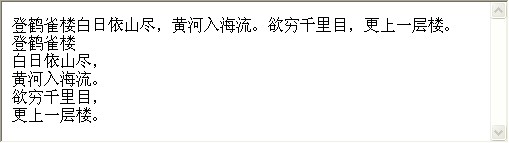 登鹤雀楼白日依山尽，黄河入海流。欲穷千里目，更上一层楼。
登鹤雀楼
白日依山尽，
黄河入海流。
欲穷千里目，
更上一层楼。